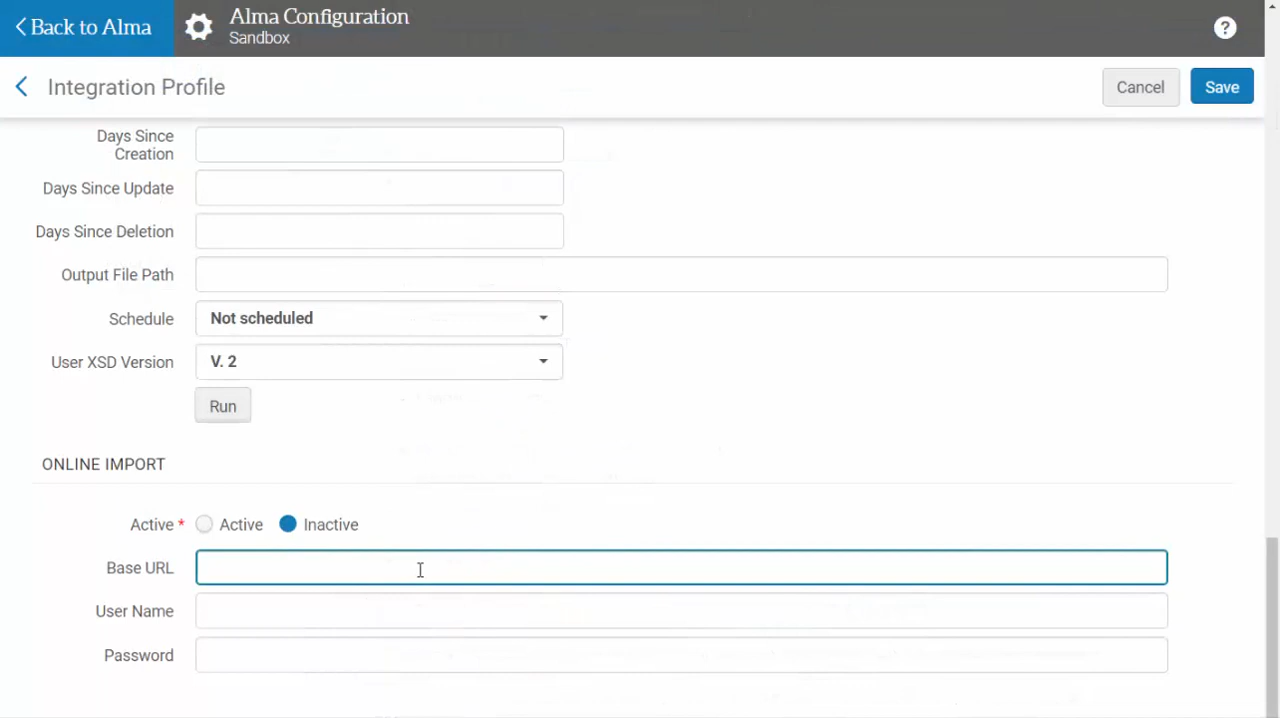 Back to Alma
Alma Configuration
Sandbox
?
Integration Profile
Cancel
Save
Days Since
Creation
Days Since Update
Days Since Deletion
Output File Path
Schedule
Not scheduled
User XSD Version
V. 2
Run
ONLINE IMPORT
Active *
Active
Inactive
Base URL
User Name
Password